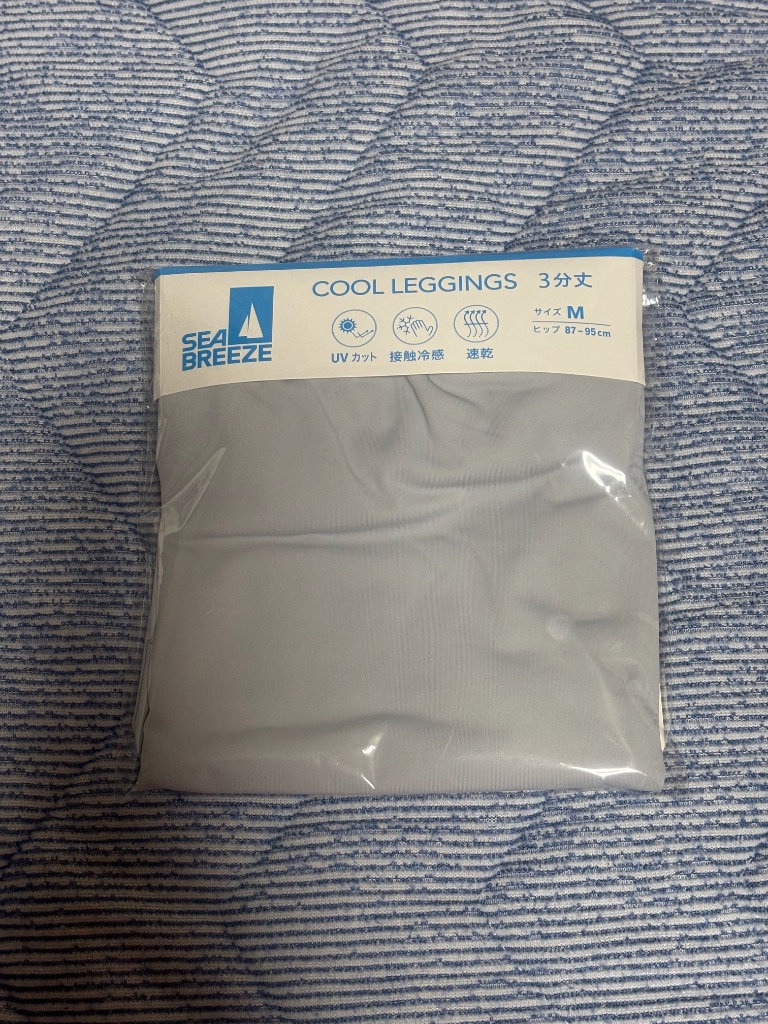 SEA
BREEZE
COOL LEGGINGS 3分丈
UVカット 接触冷感 速乾
サイズ M
ヒップ 87~95cm